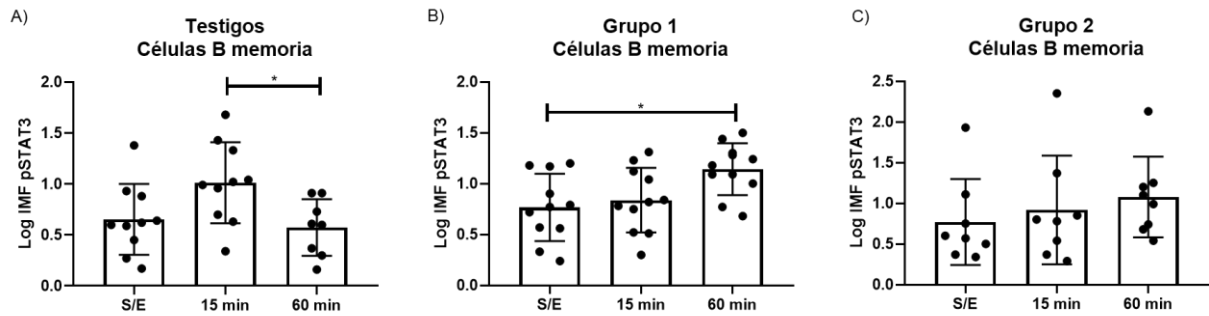 A)
Testigos
Células B memoria
Log IMF pSTAT3
2.0
1.5
1.0
0.5
0.0
*
S/E 15 min 60 min
B)
Grupo 1
Células B memoria
Log IMF pSTAT3
2.0
1.5
1.0
0.5
0.0
*
S/E 15 min 60 min
C)
Grupo 2
Células B memoria
Log IMF pSTAT3
2.5
2.0
1.5
1.0
0.5
0.0
S/E 15 min 60 min